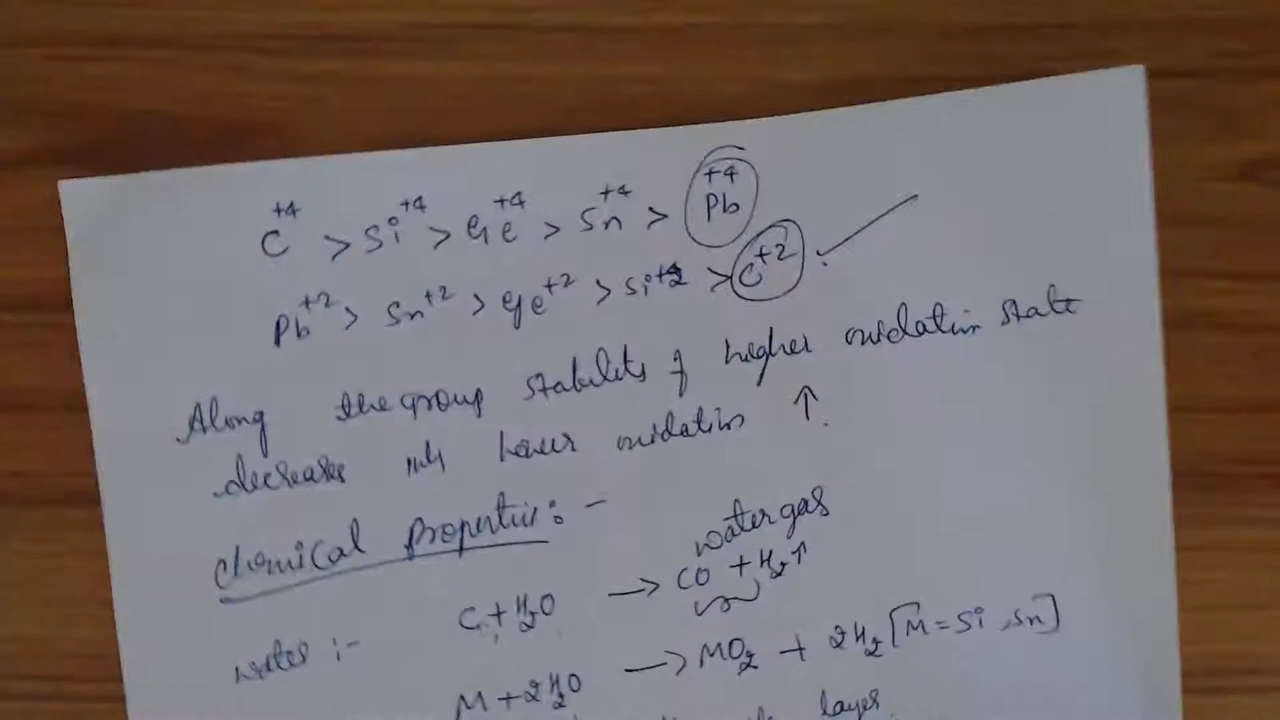 C+4 > Si+4 > Ge+4 > Sn+4 > Pb+4
Pb+2 > Sn+2 > Ge+2 > Si+2 > C+2
Along the group stability of higher oxidation state
decreases lower oxidation ↑.
Chemical Properties:-
water gas
C + H2O → CO + H2↑
water :-
M + 2H2O → MO2 + 2H2 [M = Si, Sn]
layer